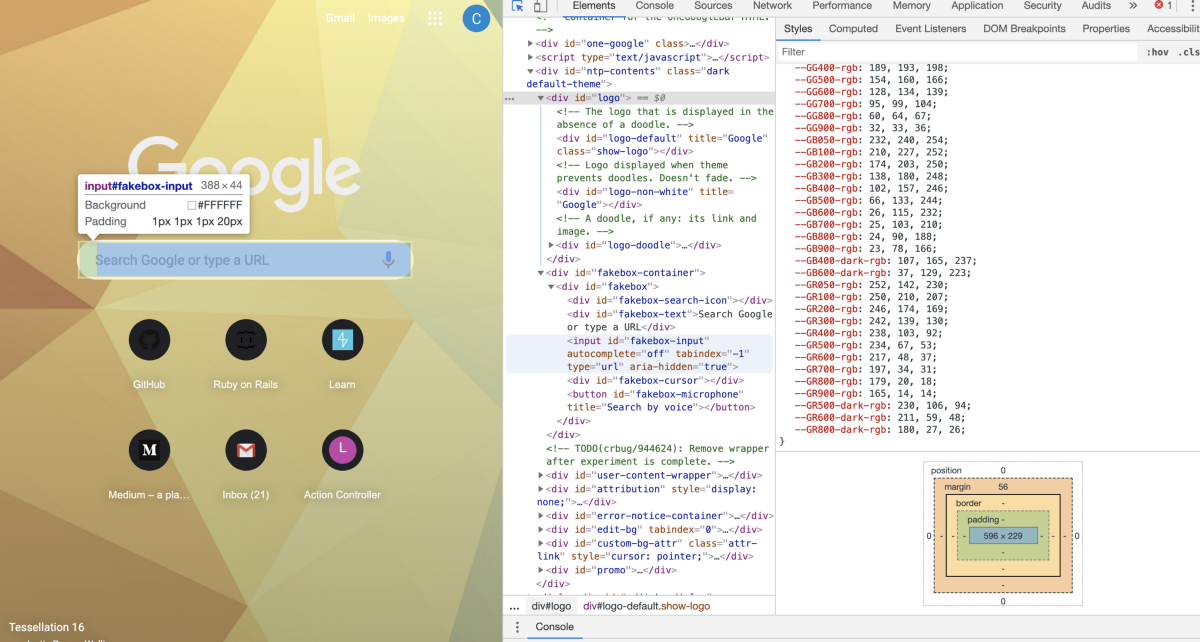 Gmail Images
C
Google
input#fakebox-input 388 × 44
Background #FFFFFF
Padding 1px 1px 1px 20px
Search Google or type a URL
GitHub
Ruby on Rails
Learn
M
L
Medium – a pla…
Inbox (21)
Action Controller
Tessellation 16
Elements Console Sources Network Performance Memory Application Security Audits » 1
-->
▶<div id="one-google" class>…</div>
▶<script type="text/javascript">…</script>
▼<div id="ntp-contents" class="dark
default-theme">
… ▼<div id="logo"> == $0
<!-- The logo that is displayed in the
absence of a doodle. -->
<div id="logo-default" title="Google"
class="show-logo"></div>
<!-- Logo displayed when theme
prevents doodles. Doesn't fade. -->
<div id="logo-non-white" title=
"Google"></div>
<!-- A doodle, if any: its link and
image. -->
▶<div id="logo-doodle">…</div>
</div>
▼<div id="fakebox-container">
▼<div id="fakebox">
<div id="fakebox-search-icon"></div>
<div id="fakebox-text">Search Google
or type a URL</div>
<input id="fakebox-input"
autocomplete="off" tabindex="-1"
type="url" aria-hidden="true">
<div id="fakebox-cursor"></div>
<button id="fakebox-microphone"
title="Search by voice"></button>
</div>
</div>
<!-- TODO(crbug/944624): Remove wrapper
after experiment is complete. -->
▶<div id="user-content-wrapper">…</div>
▶<div id="attribution" style="display:
none;">…</div>
▶<div id="error-notice-container">…</div>
▶<div id="edit-bg" tabindex="0">…</div>
▶<div id="custom-bg-attr" class="attr-
link" style="cursor: pointer;">…</div>
▶<div id="promo">…</div>
</div>
... div#logo div#logo-default.show-logo
Console
Styles Computed Event Listeners DOM Breakpoints Properties Accessibilit
Filter :hov .cls
--GG400-rgb: 189, 193, 198;
--GG500-rgb: 154, 160, 166;
--GG600-rgb: 128, 134, 139;
--GG700-rgb: 95, 99, 104;
--GG800-rgb: 60, 64, 67;
--GG900-rgb: 32, 33, 36;
--GB050-rgb: 232, 240, 254;
--GB100-rgb: 210, 227, 252;
--GB200-rgb: 174, 203, 250;
--GB300-rgb: 138, 180, 248;
--GB400-rgb: 102, 157, 246;
--GB500-rgb: 66, 133, 244;
--GB600-rgb: 26, 115, 232;
--GB700-rgb: 25, 103, 210;
--GB800-rgb: 24, 90, 188;
--GB900-rgb: 23, 78, 166;
--GB400-dark-rgb: 107, 165, 237;
--GB600-dark-rgb: 37, 129, 223;
--GR050-rgb: 252, 142, 230;
--GR100-rgb: 250, 210, 207;
--GR200-rgb: 246, 174, 169;
--GR300-rgb: 242, 139, 130;
--GR400-rgb: 238, 103, 92;
--GR500-rgb: 234, 67, 53;
--GR600-rgb: 217, 48, 37;
--GR700-rgb: 197, 34, 31;
--GR800-rgb: 179, 20, 18;
--GR900-rgb: 165, 14, 14;
--GR500-dark-rgb: 230, 106, 94;
--GR600-dark-rgb: 211, 59, 48;
--GR800-dark-rgb: 180, 27, 26;
}
position 0
margin 56
border -
padding -
0 - - - 596 × 229 - - - 0
-
-
-
0